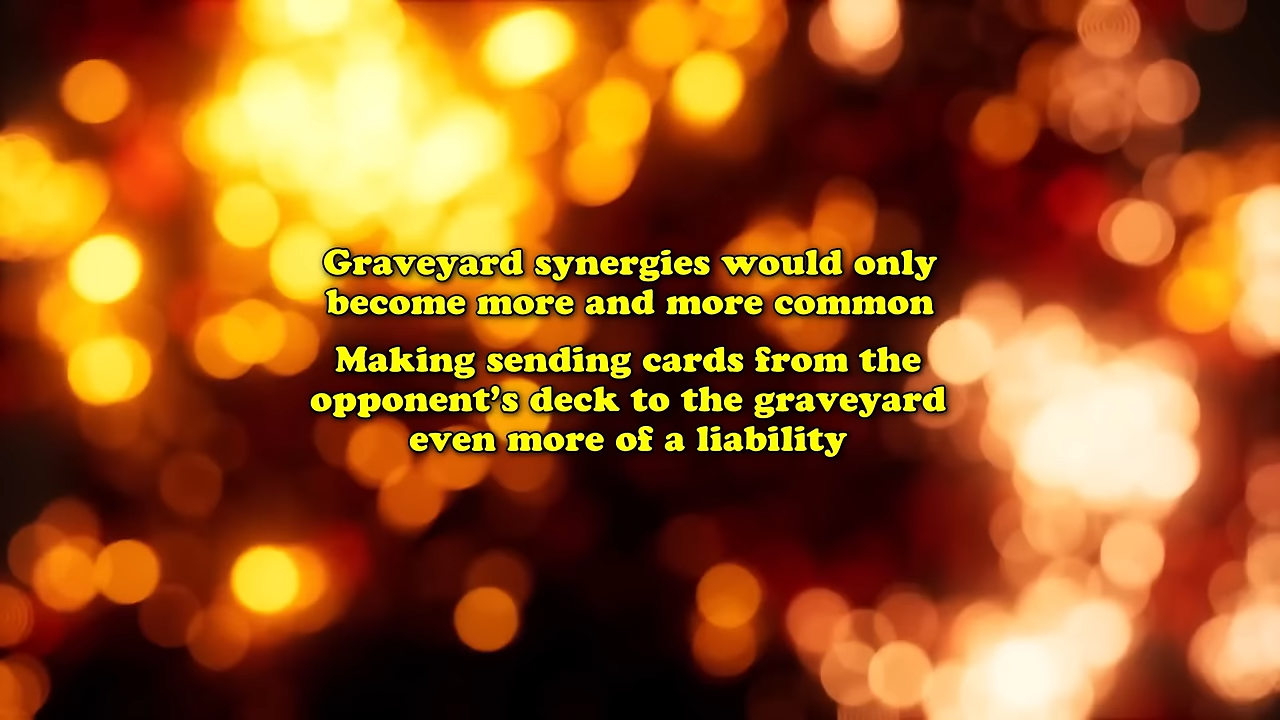 Graveyard synergies would only
become more and more common
Making sending cards from the
opponent’s deck to the graveyard
even more of a liability